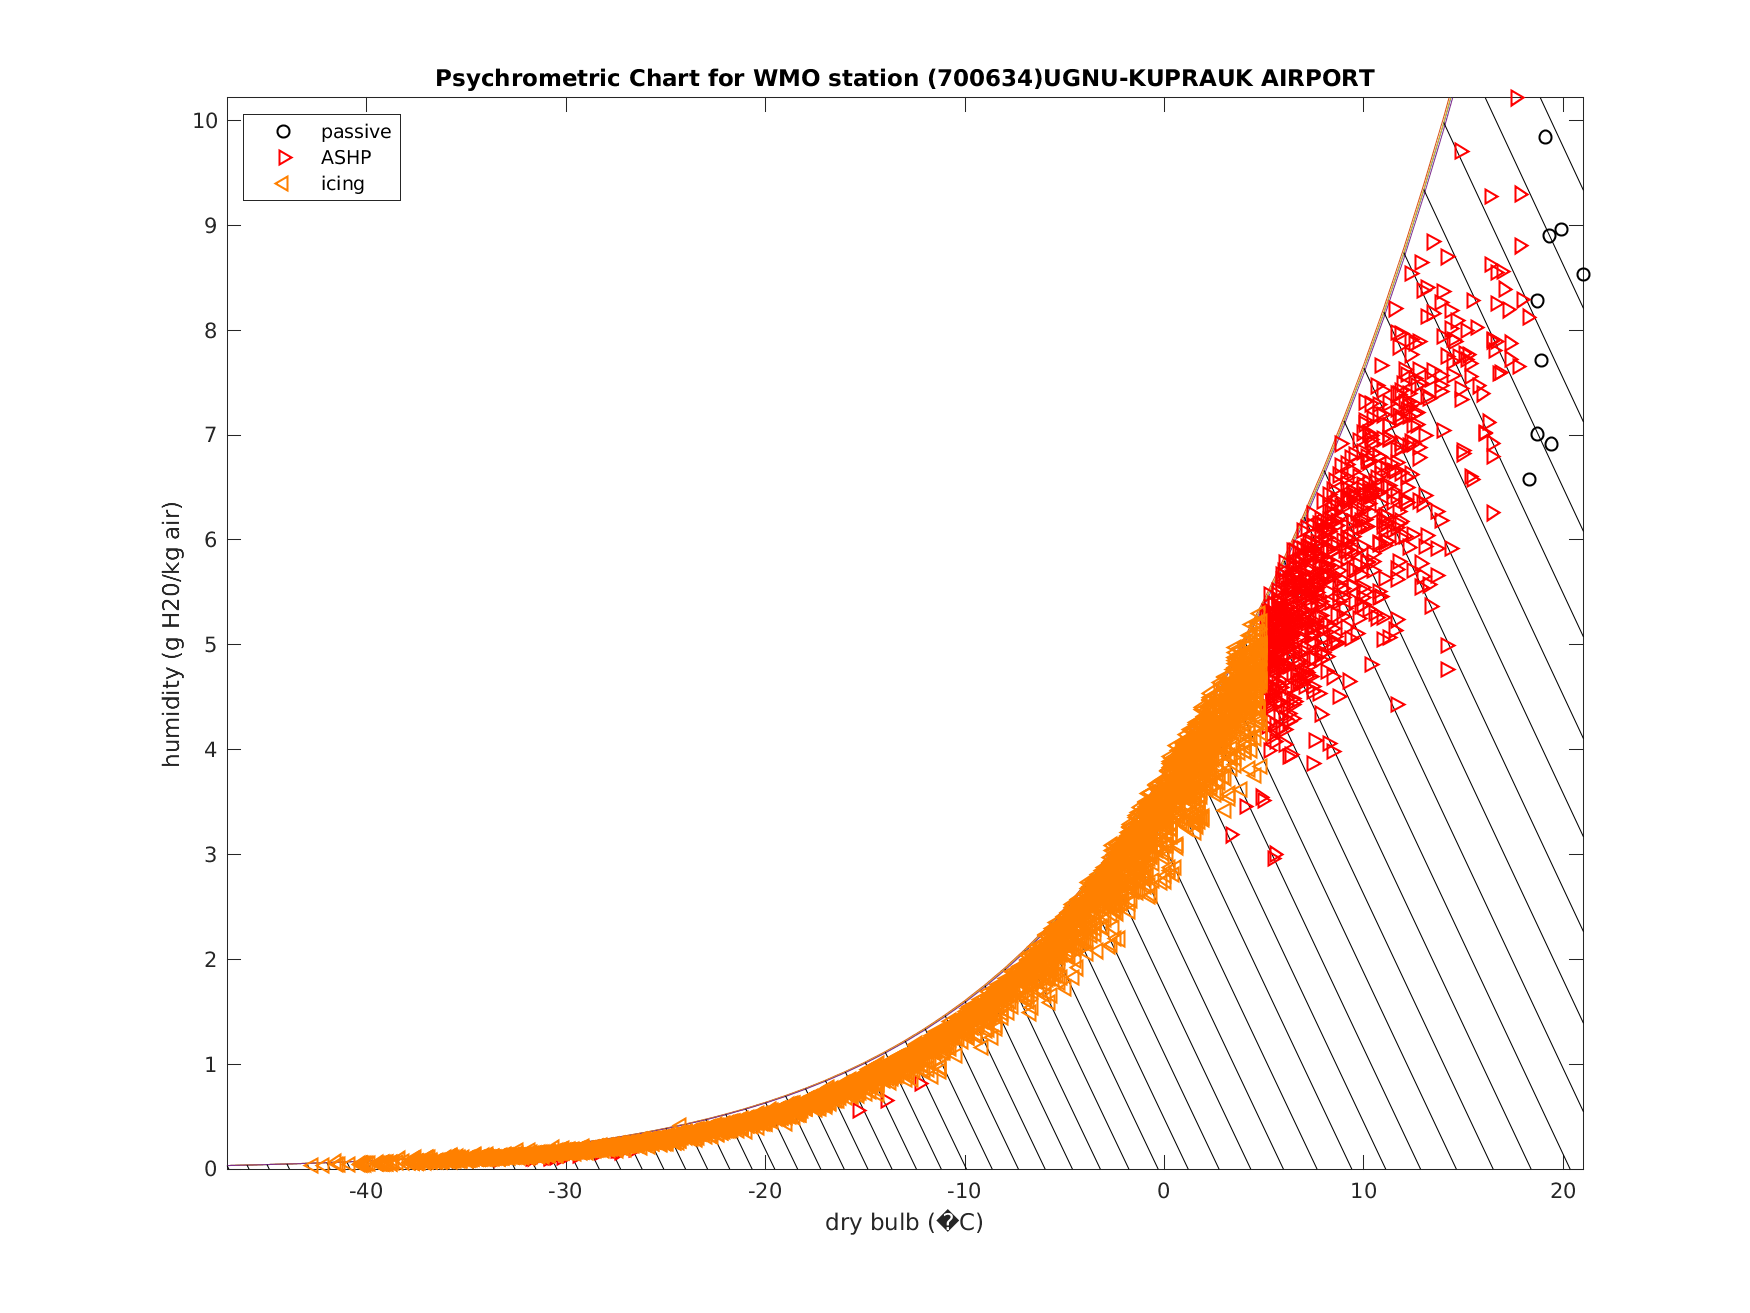 Psychrometric Chart for WMO station (700634)UGNU-KUPRAUK AIRPORT
passive
ASHP
icing
10
9
8
7
6
5
4
3
2
1
0
humidity (g H20/kg air)
-40 -30 -20 -10 0 10 20
dry bulb (�C)